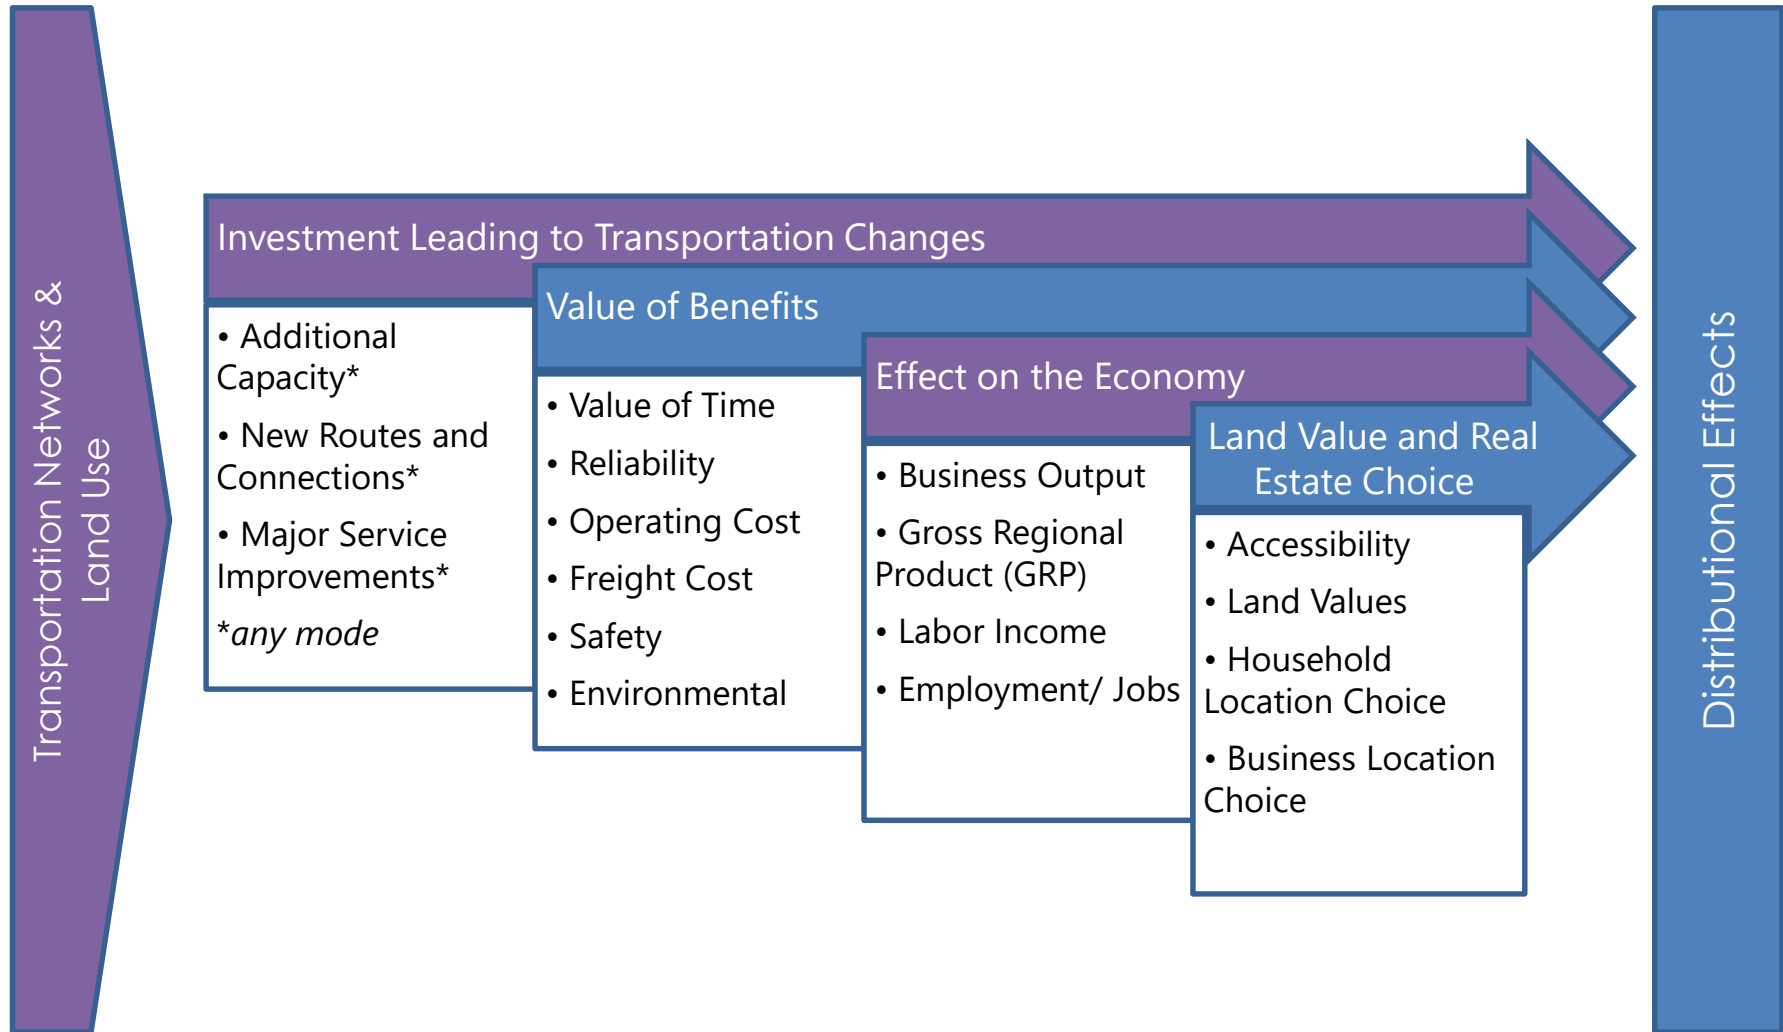 Transportation Networks &
Land Use
Investment Leading to Transportation Changes
• Additional
Capacity*
• New Routes and
Connections*
• Major Service
Improvements*
*any mode
Value of Benefits
• Value of Time
• Reliability
• Operating Cost
• Freight Cost
• Safety
• Environmental
Effect on the Economy
• Business Output
• Gross Regional
Product (GRP)
• Labor Income
• Employment/ Jobs
Land Value and Real
Estate Choice
• Accessibility
• Land Values
• Household
Location Choice
• Business Location
Choice
Distributional Effects